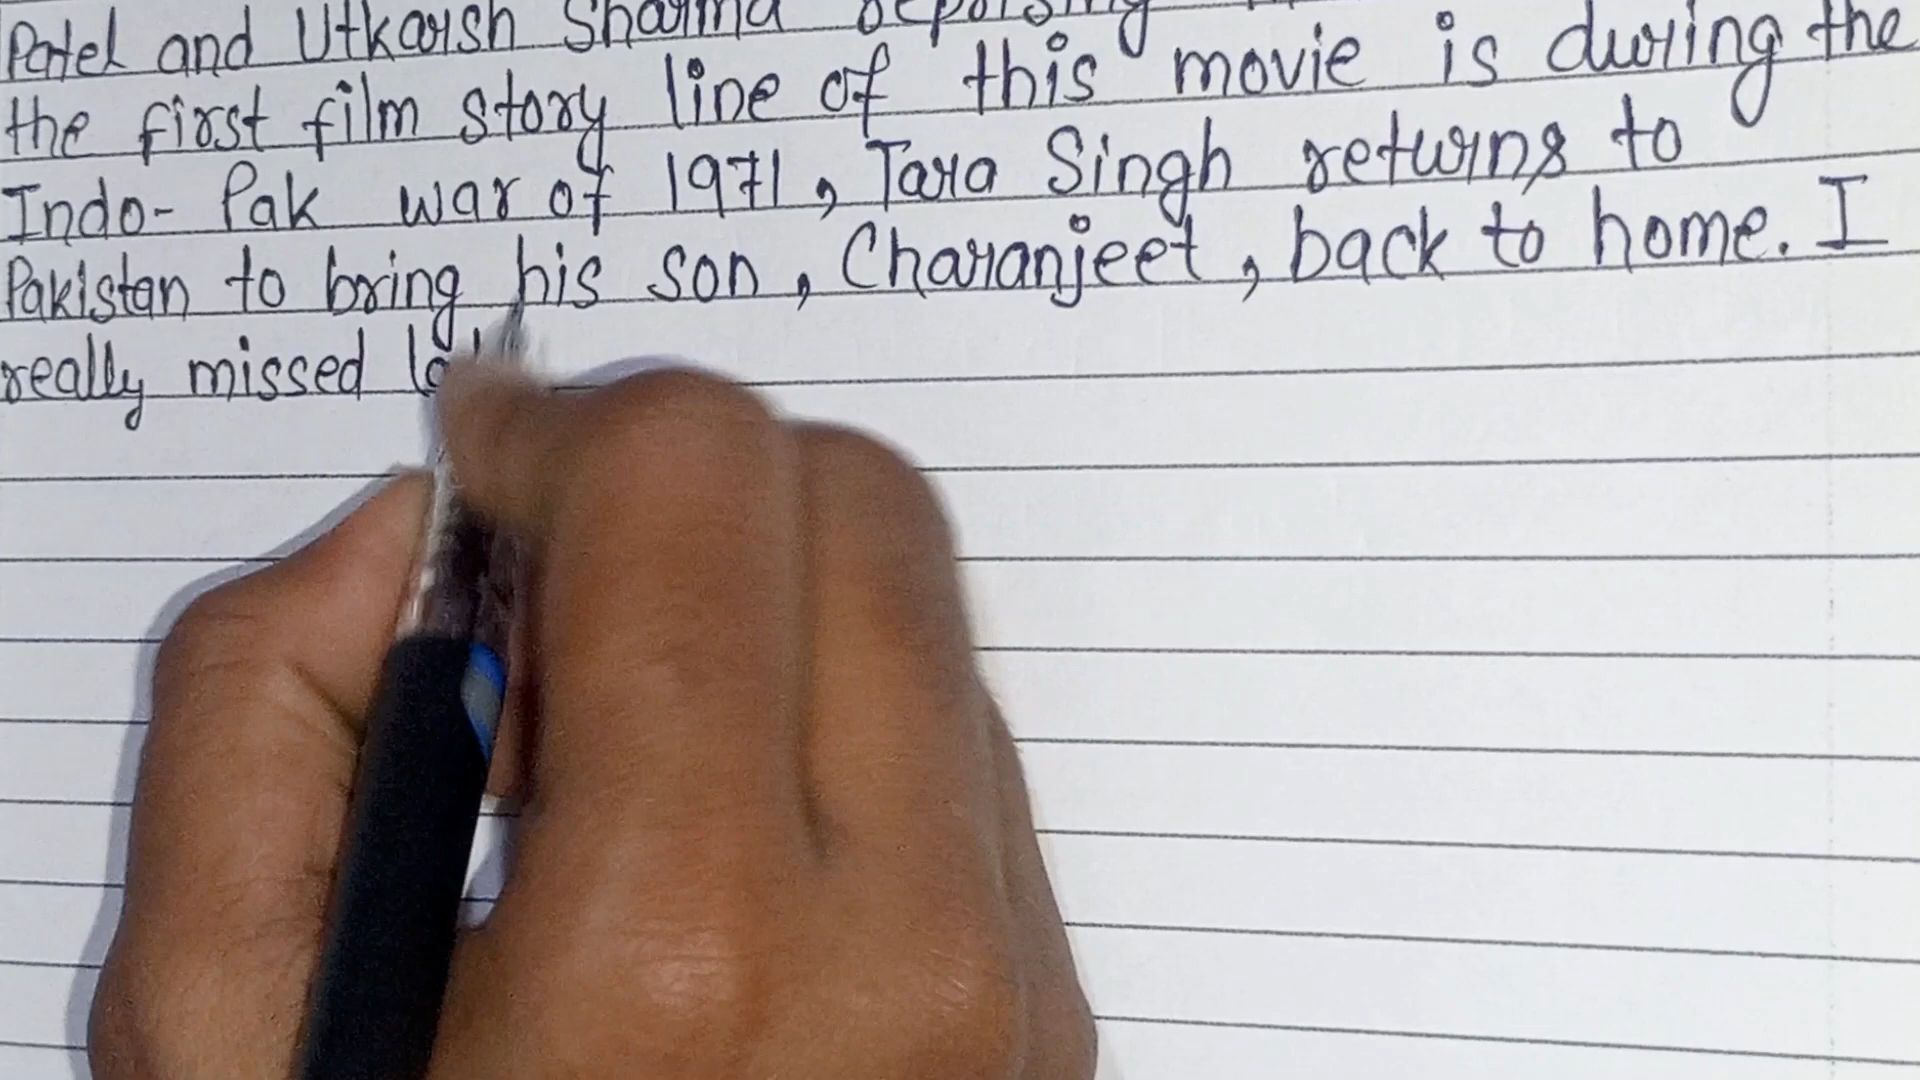 Patel and Utkarsh Sharma
the first film story line of this movie is during the
Indo- Pak war of 1971, Tara Singh returns to
Pakistan to bring his son, Charanjeet, back to home. I
really missed